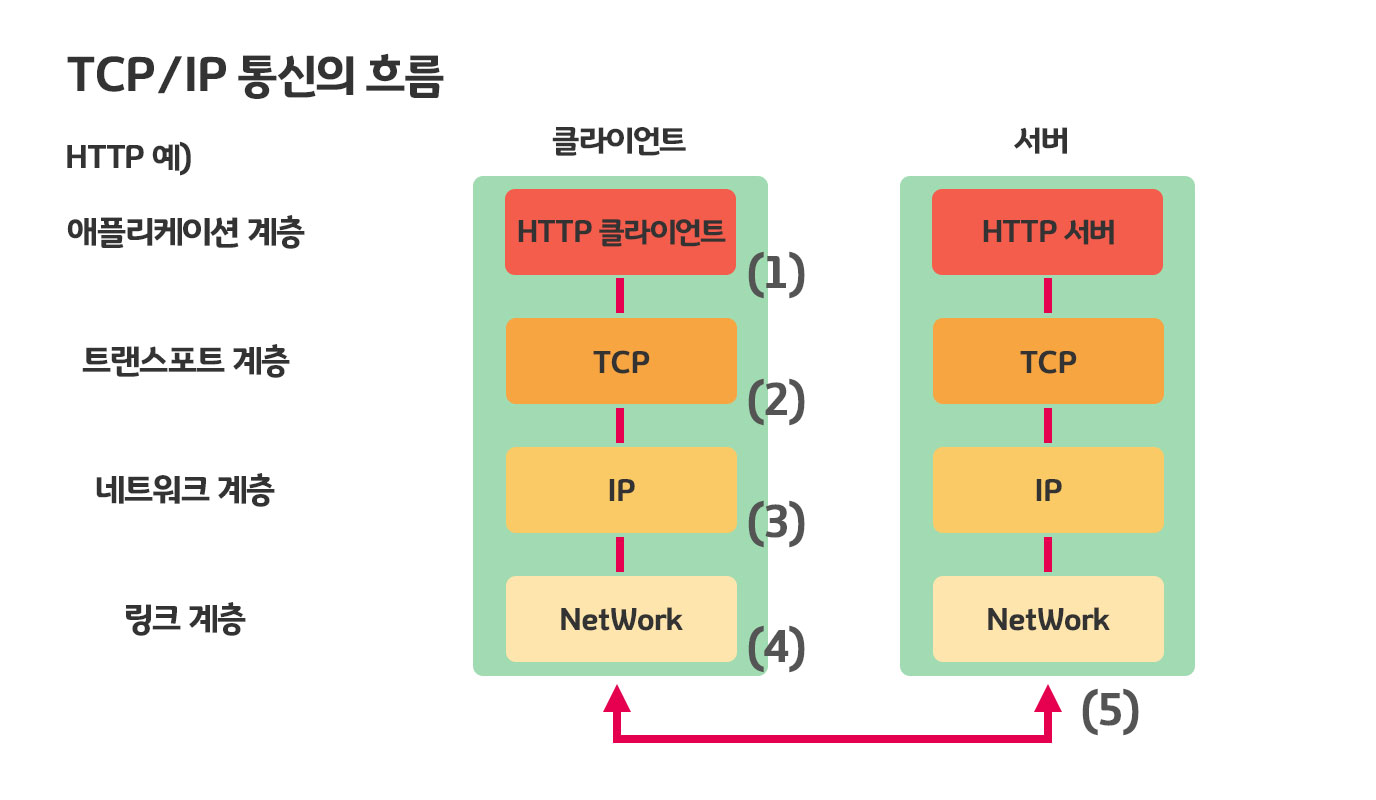 TCP/IP 통신의 흐름
클라이언트
서버
HTTP 예)
애플리케이션 계층
HTTP 클라이언트
HTTP 서버
(1)
트랜스포트 계층
TCP
TCP
(2)
네트워크 계층
IP
IP
(3)
링크 계층
NetWork
NetWork
(4)
(5)